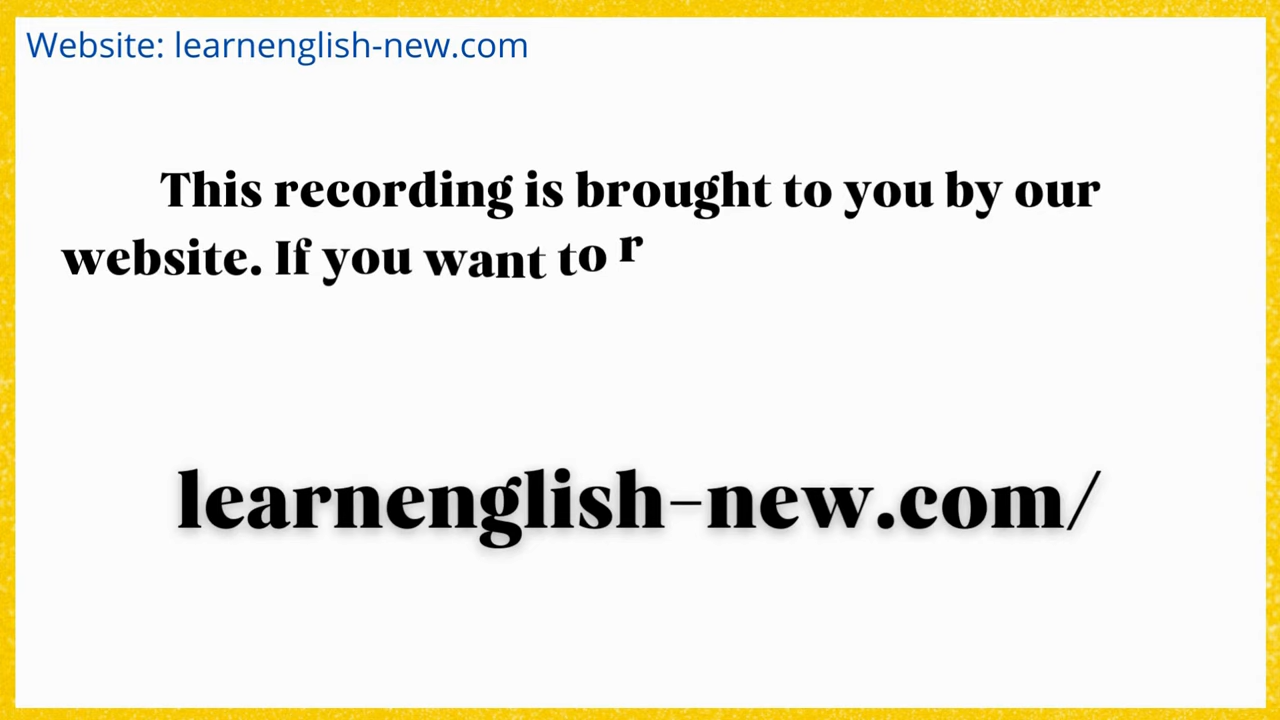 Website: learnenglish-new.com
This recording is brought to you by our
website. If you want to r
learnenglish-new.com/